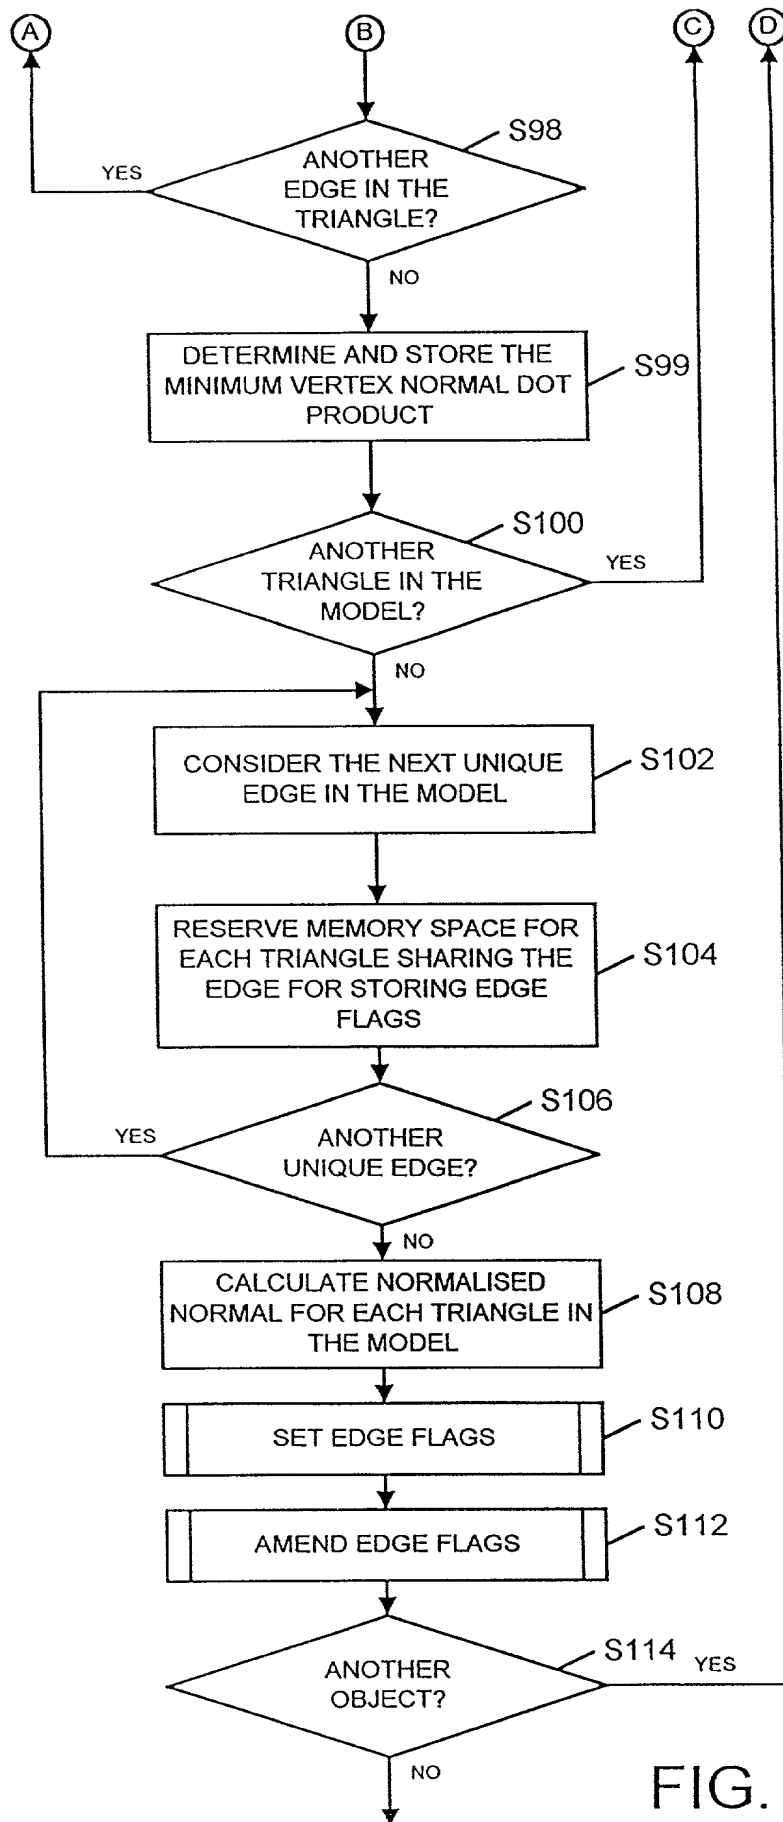 A
B
C
D
S98
ANOTHER
EDGE IN THE
TRIANGLE?
YES
NO
DETERMINE AND STORE THE
MINIMUM VERTEX NORMAL DOT
PRODUCT
S99
S100
ANOTHER
TRIANGLE IN THE
MODEL?
YES
NO
CONSIDER THE NEXT UNIQUE
EDGE IN THE MODEL
S102
RESERVE MEMORY SPACE FOR
EACH TRIANGLE SHARING THE
EDGE FOR STORING EDGE
FLAGS
S104
S106
YES
ANOTHER
UNIQUE EDGE?
NO
CALCULATE NORMALISED
NORMAL FOR EACH TRIANGLE IN
THE MODEL
S108
SET EDGE FLAGS
S110
AMEND EDGE FLAGS
S112
S114
ANOTHER
OBJECT?
YES
NO
FIG.